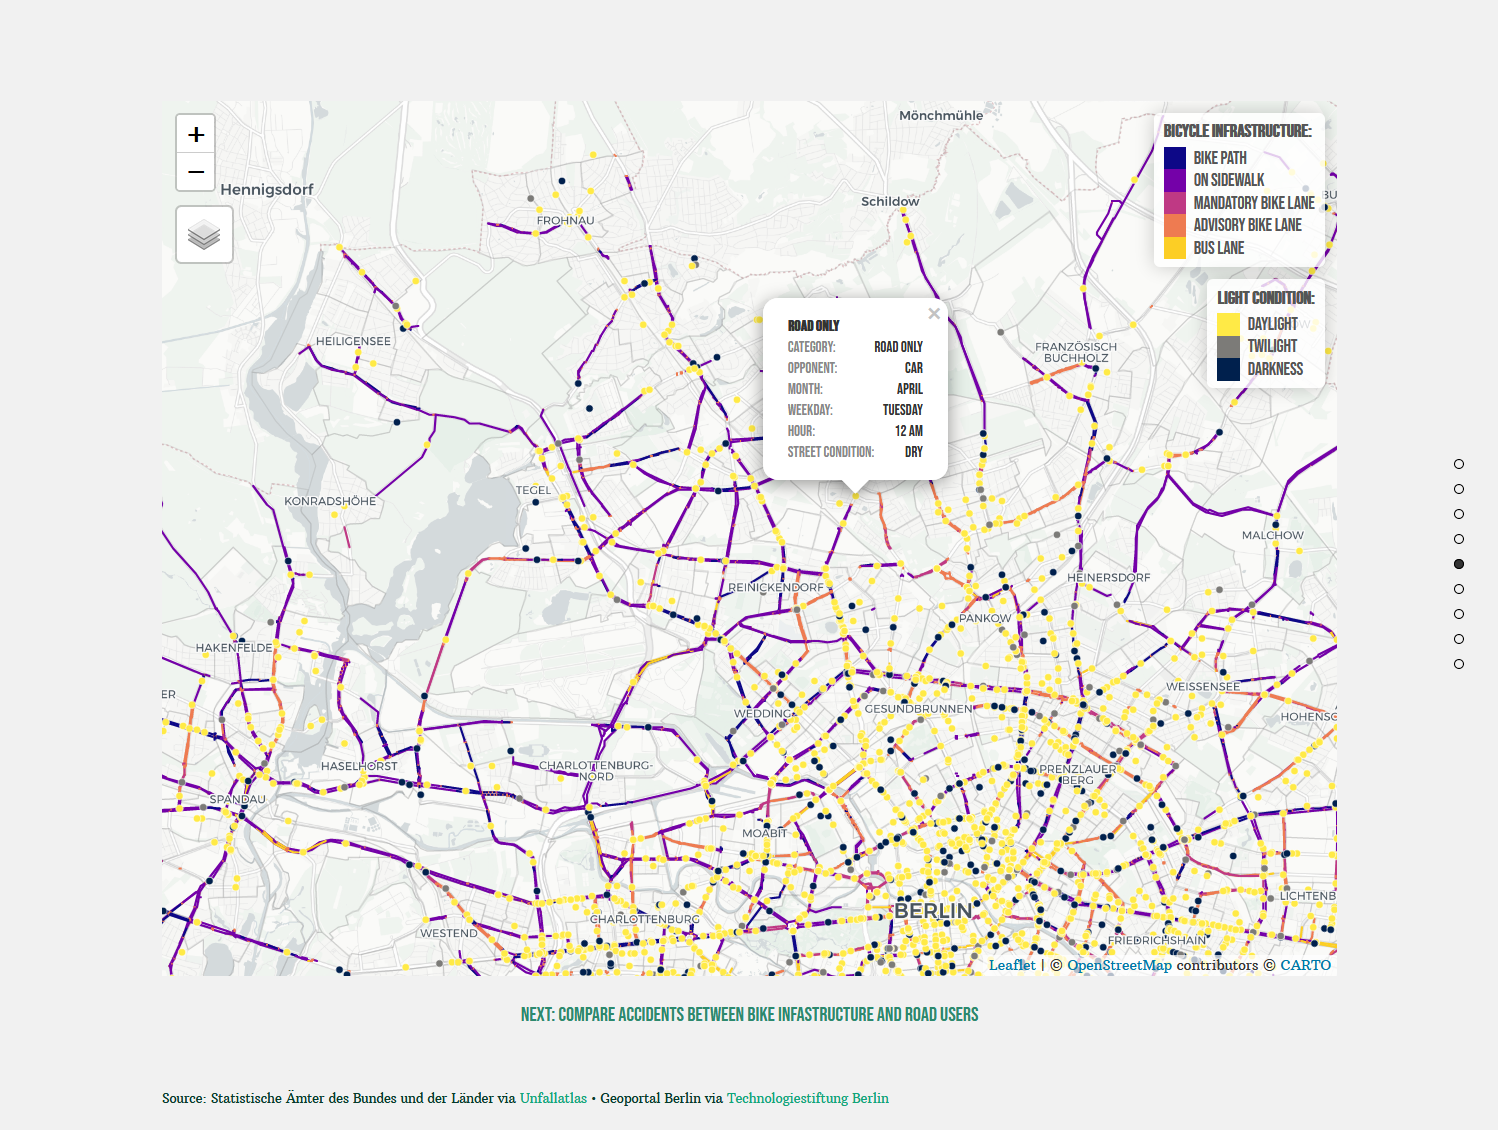 Mönchmühle
+
−
Hennigsdorf
FROHNAU
Schildow
BICYCLE INFRASTRUCTURE:
BIKE PATH
ON SIDEWALK
MANDATORY BIKE LANE
ADVISORY BIKE LANE
BUS LANE
BU
LIGHT CONDITION:
DAYLIGHT
TWILIGHT
DARKNESS
ROAD ONLY
×
CATEGORY: ROAD ONLY
OPPONENT: CAR
MONTH: APRIL
WEEKDAY: TUESDAY
HOUR: 12 AM
STREET CONDITION: DRY
HEILIGENSEE
FRANZÖSISCH
BUCHHOLZ
TEGEL
KONRADSHÖHE
MALCHOW
REINICKENDORF
HEINERSDORF
PANKOW
HAKENFELDE
ER
WEISSENSEE
WEDDING
GESUNDBRUNNEN
HOHENSC
HASELHORST
CHARLOTTENBURG-
NORD
PRENZLAUER
BERG
SPANDAU
MOABIT
LICHTENB
BERLIN
CHARLOTTENBURG
WESTEND
FRIEDRICHSHAIN
Leaflet | © OpenStreetMap contributors © CARTO
NEXT: COMPARE ACCIDENTS BETWEEN BIKE INFASTRUCTURE AND ROAD USERS
Source: Statistische Ämter des Bundes und der Länder via Unfallatlas • Geoportal Berlin via Technologiestiftung Berlin